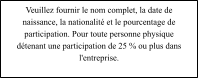 Veuillez fournir le nom complet, la date de
naissance, la nationalité et le pourcentage de
participation. Pour toute personne physique
détenant une participation de 25 % ou plus dans
l'entreprise.